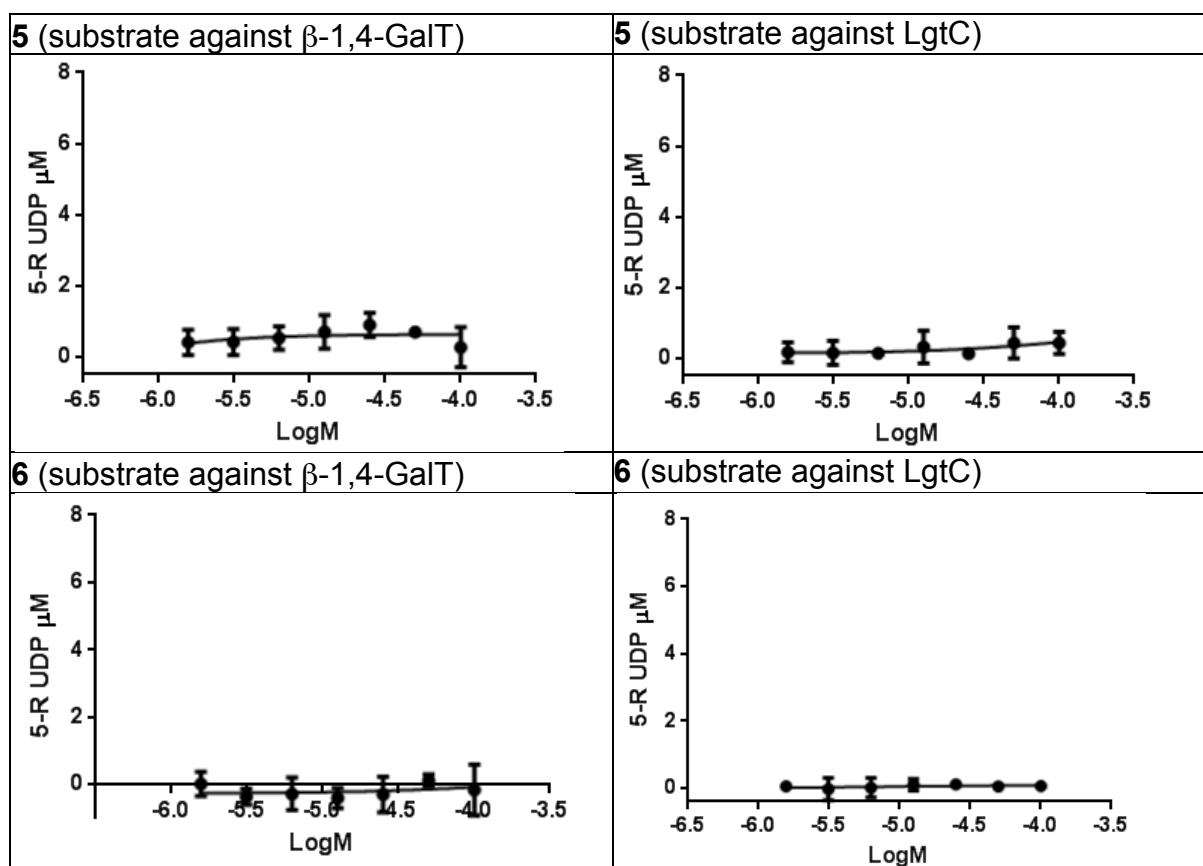 5 (substrate against β-1,4-GalT)
8
6
4
2
0
5-R UDP μM
-6.5 -6.0 -5.5 -5.0 -4.5 -4.0 -3.5
LogM
5 (substrate against LgtC)
8
6
4
2
0
5-R UDP μM
-6.5 -6.0 -5.5 -5.0 -4.5 -4.0 -3.5
LogM
6 (substrate against β-1,4-GalT)
8
6
4
2
0
5-R UDP μM
-6.0 -5.5 -5.0 -4.5 -4.0 -3.5
LogM
6 (substrate against LgtC)
8
6
4
2
0
5-R UDP μM
-6.5 -6.0 -5.5 -5.0 -4.5 -4.0 -3.5
LogM